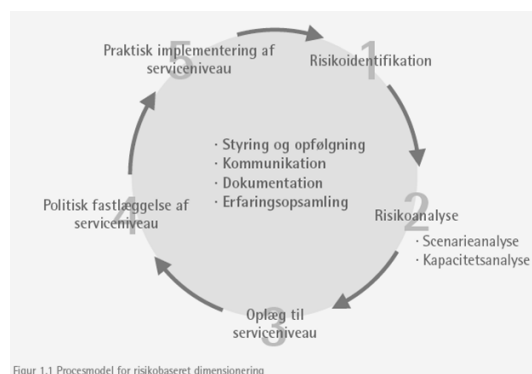 5
Praktisk implementering af
serviceniveau
1
Risikoidentifikation
· Styring og opfølgning
· Kommunikation
· Dokumentation
· Erfaringsopsamling
2
Risikoanalyse
· Scenarieanalyse
· Kapacitetsanalyse
3
Oplæg til
serviceniveau
4
Politisk fastlæggelse af
serviceniveau
Figur 1.1 Procesmodel for risikobaseret dimensionering